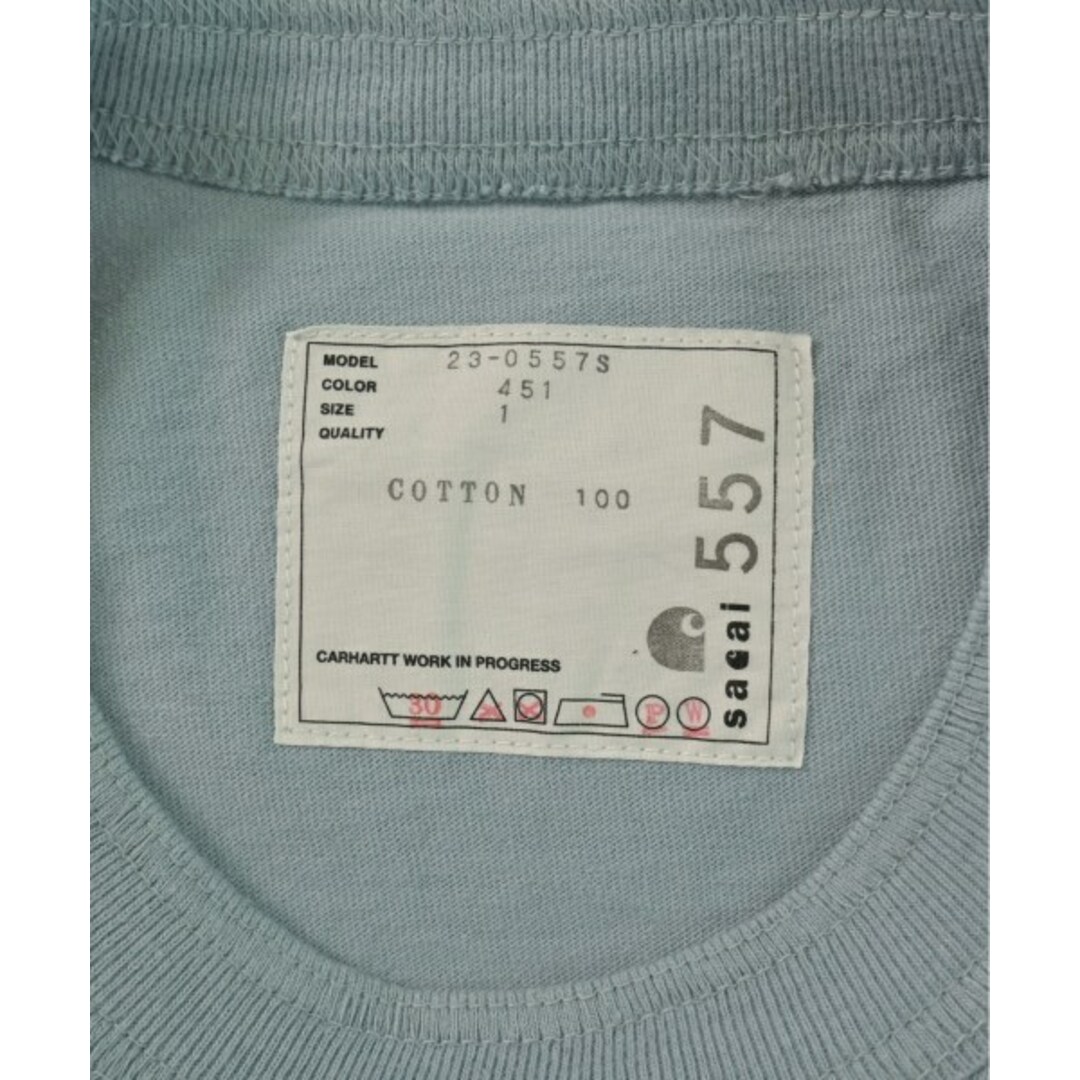 MODEL 23-0557S
COLOR 451
SIZE 1
QUALITY
COTTON 100
CARHARTT WORK IN PROGRESS
30 P W
sacai 557